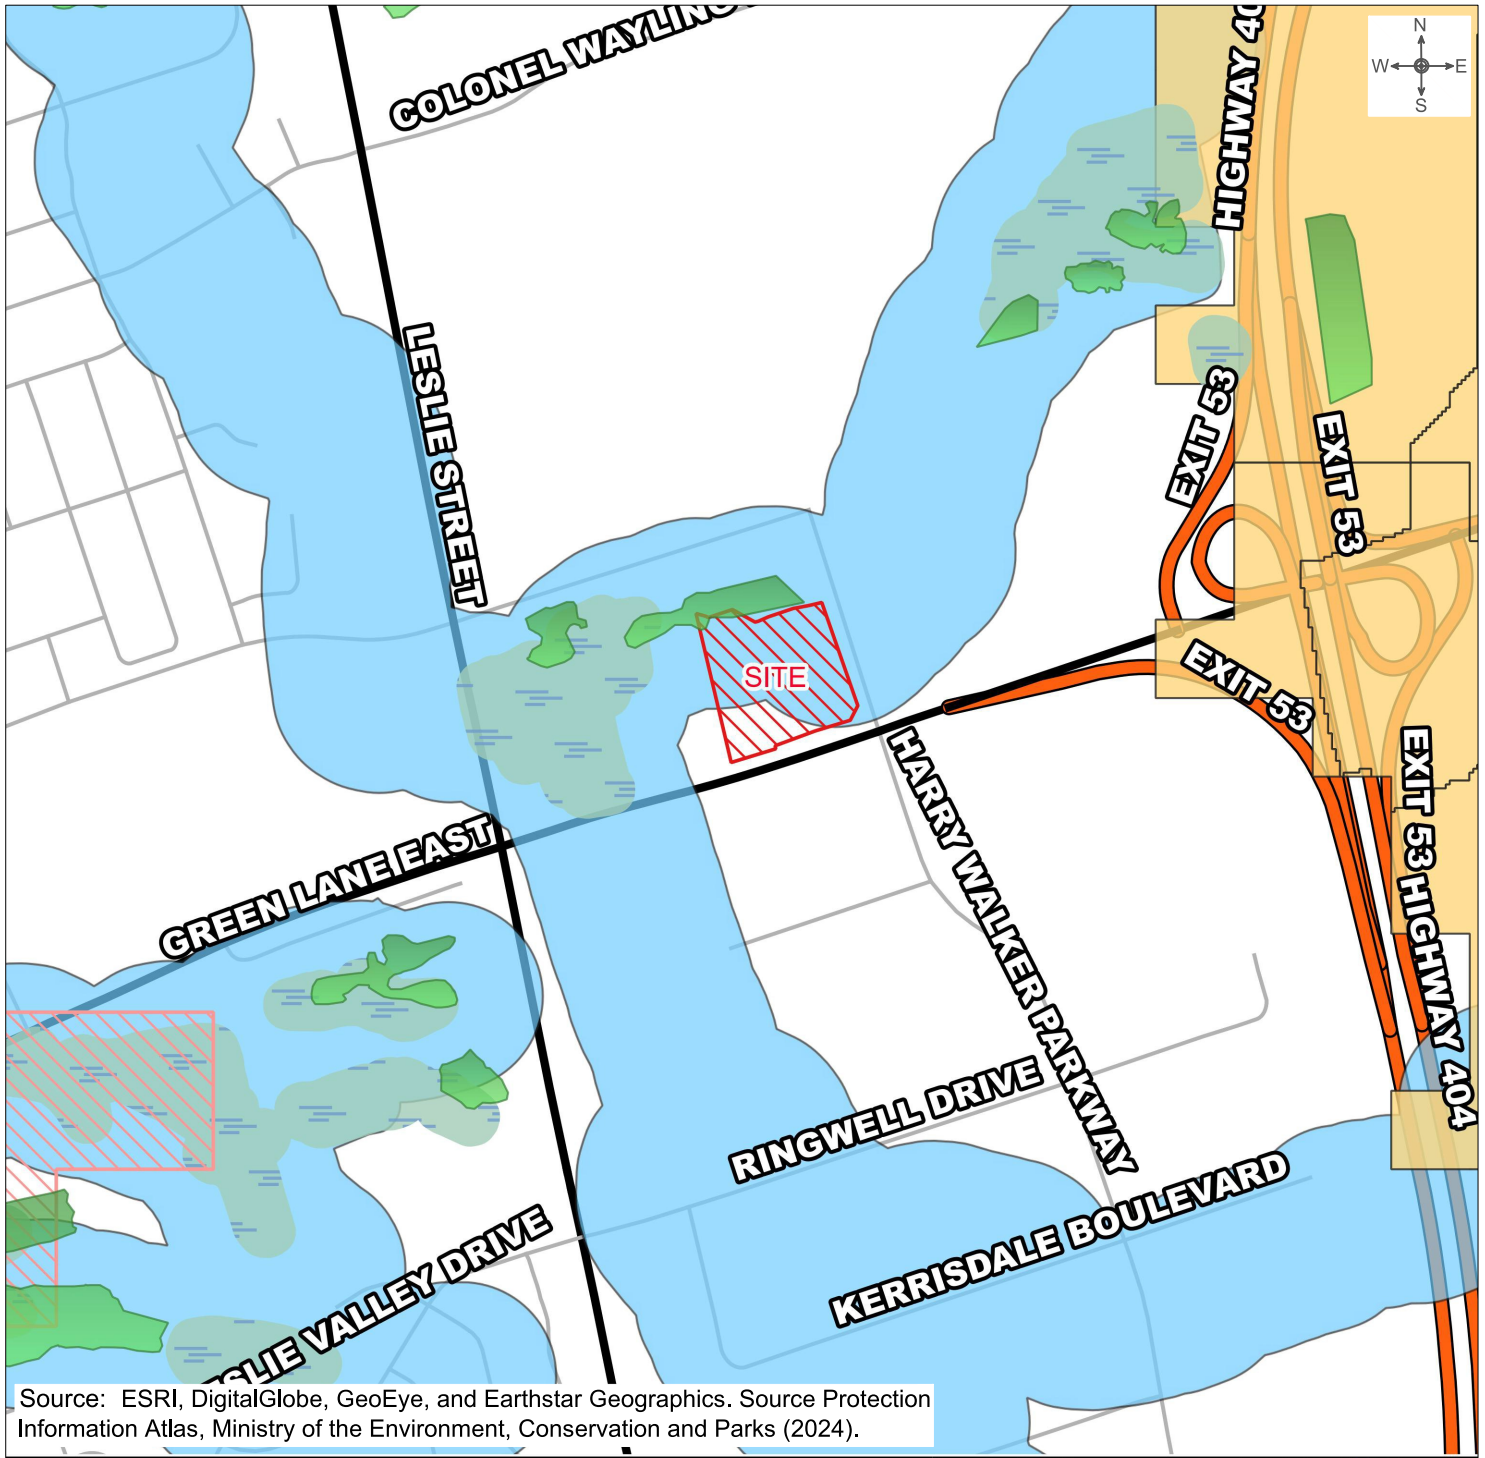 COLONEL WAYLING
HIGHWAY 40
N
W E
S
LESLIE STREET
EXIT 53
EXIT 53
SITE
EXIT 53
HARRY WALKER PARKWAY
EXIT 53
GREEN LANE EAST
HIGHWAY 404
RINGWELL DRIVE
KERRISDALE BOULEVARD
SLIE VALLEY DRIVE
Source: ESRI, DigitalGlobe, GeoEye, and Earthstar Geographics. Source Protection
Information Atlas, Ministry of the Environment, Conservation and Parks (2024).